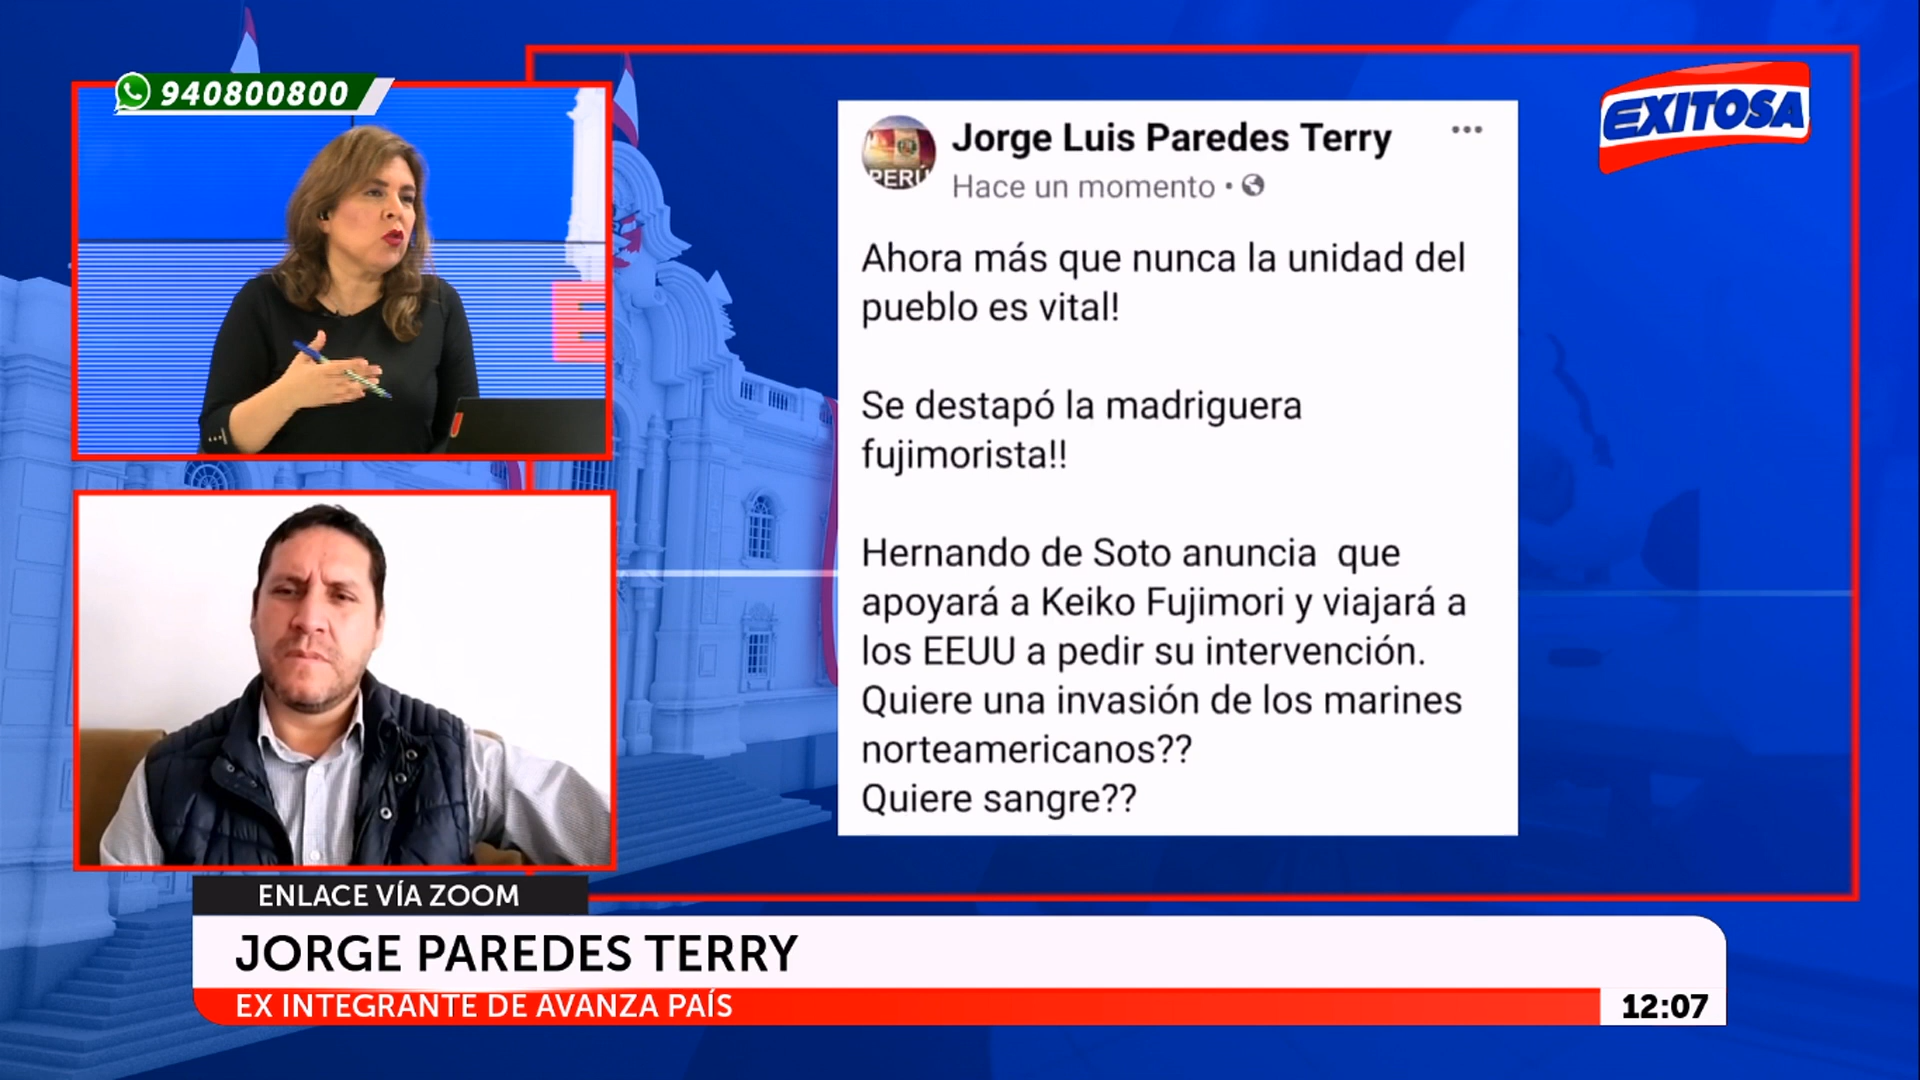 940800800
EXITOSA
Jorge Luis Paredes Terry
Hace un momento •
PERÚ
Ahora más que nunca la unidad del
pueblo es vital!
Se destapó la madriguera
fujimorista!!
Hernando de Soto anuncia  que
apoyará a Keiko Fujimori y viajará a
los EEUU a pedir su intervención.
Quiere una invasión de los marines
norteamericanos??
Quiere sangre??
E
ENLACE VÍA ZOOM
JORGE PAREDES TERRY
EX INTEGRANTE DE AVANZA PAÍS
12:07